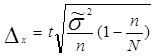 Δₓ = t√(σ̃²/n (1 − n/N))